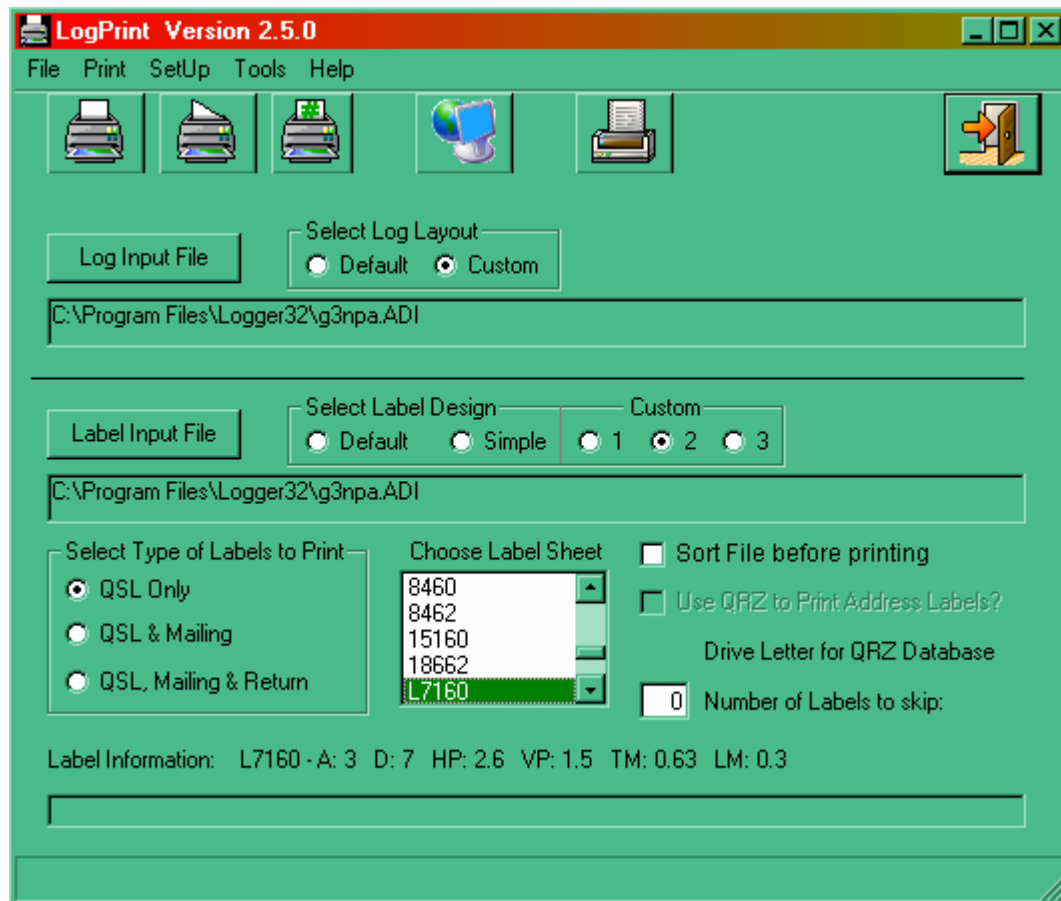 LogPrint Version 2.5.0
File Print SetUp Tools Help
#
Log Input File
Select Log Layout
Default Custom
C:\Program Files\Logger32\g3npa.ADI
Label Input File
Select Label Design Custom
Default Simple 1 2 3
C:\Program Files\Logger32\g3npa.ADI
Select Type of Labels to Print
QSL Only
QSL & Mailing
QSL, Mailing & Return
Choose Label Sheet
8460
8462
15160
18662
L7160
Sort File before printing
Use QRZ to Print Address Labels?
Drive Letter for QRZ Database
0 Number of Labels to skip:
Label Information: L7160 - A: 3 D: 7 HP: 2.6 VP: 1.5 TM: 0.63 LM: 0.3